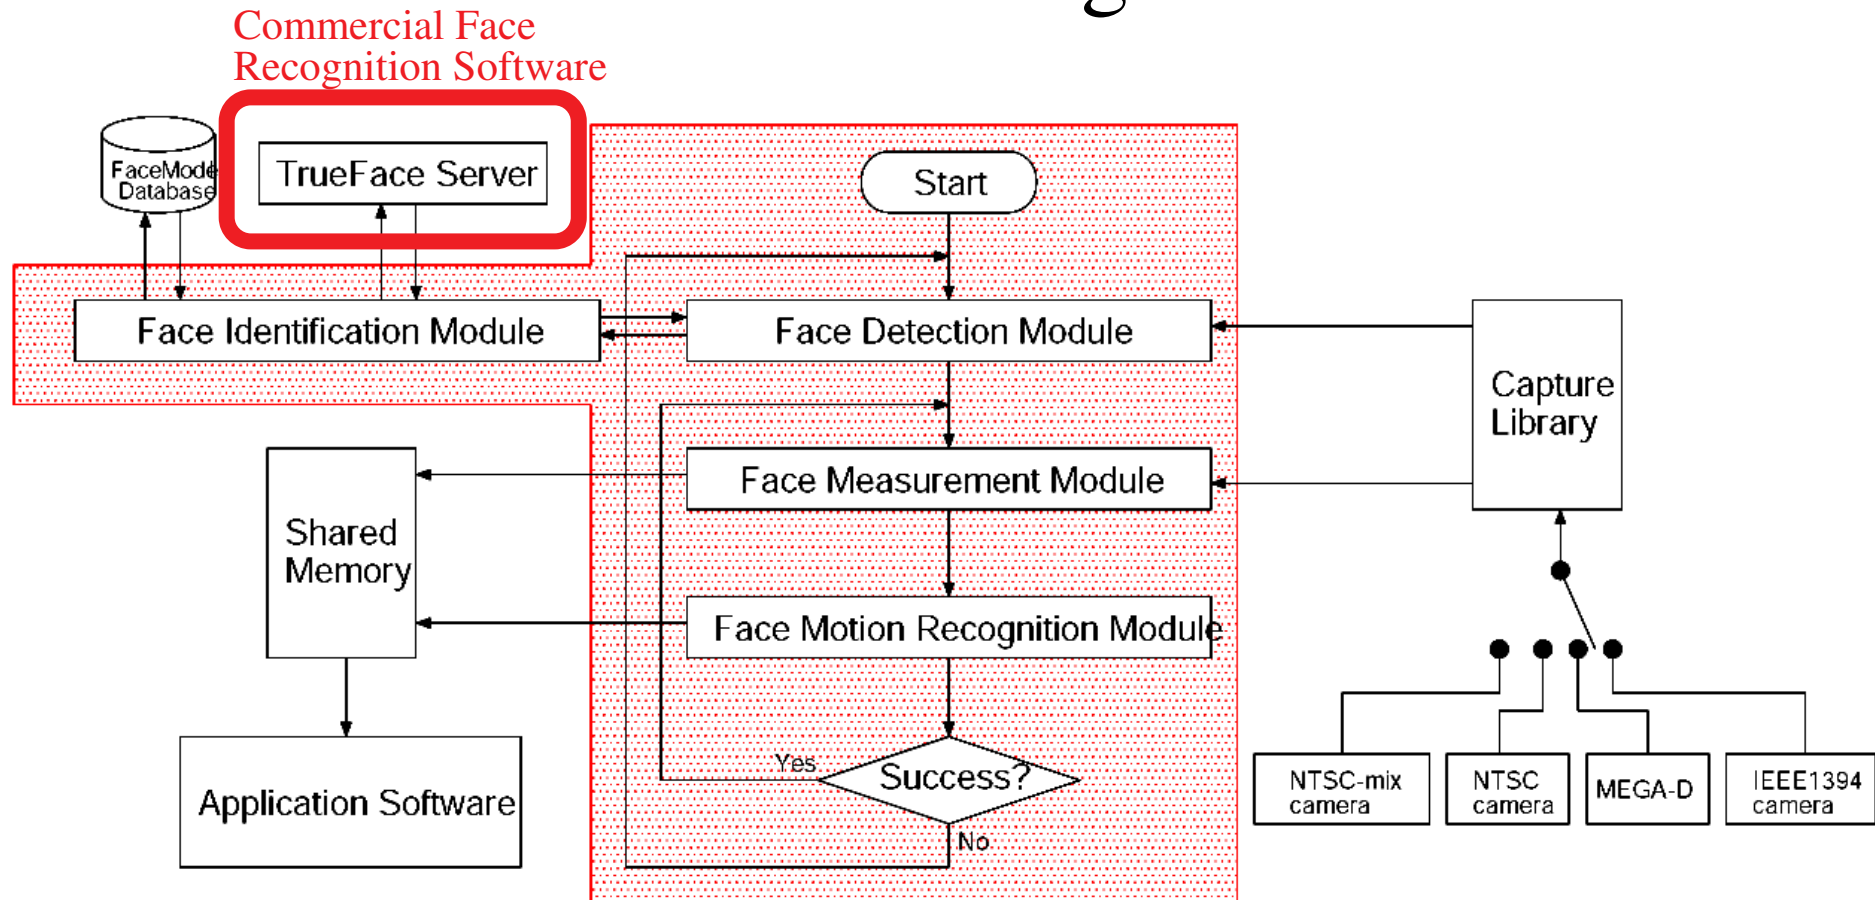 Commercial Face
Recognition Software
FaceMode
Database
TrueFace Server
Start
Face Identification Module
Face Detection Module
Capture
Library
Face Measurement Module
Shared
Memory
Face Motion Recognition Module
Yes
Success?
No
Application Software
NTSC-mix
camera
NTSC
camera
MEGA-D
IEEE1394
camera